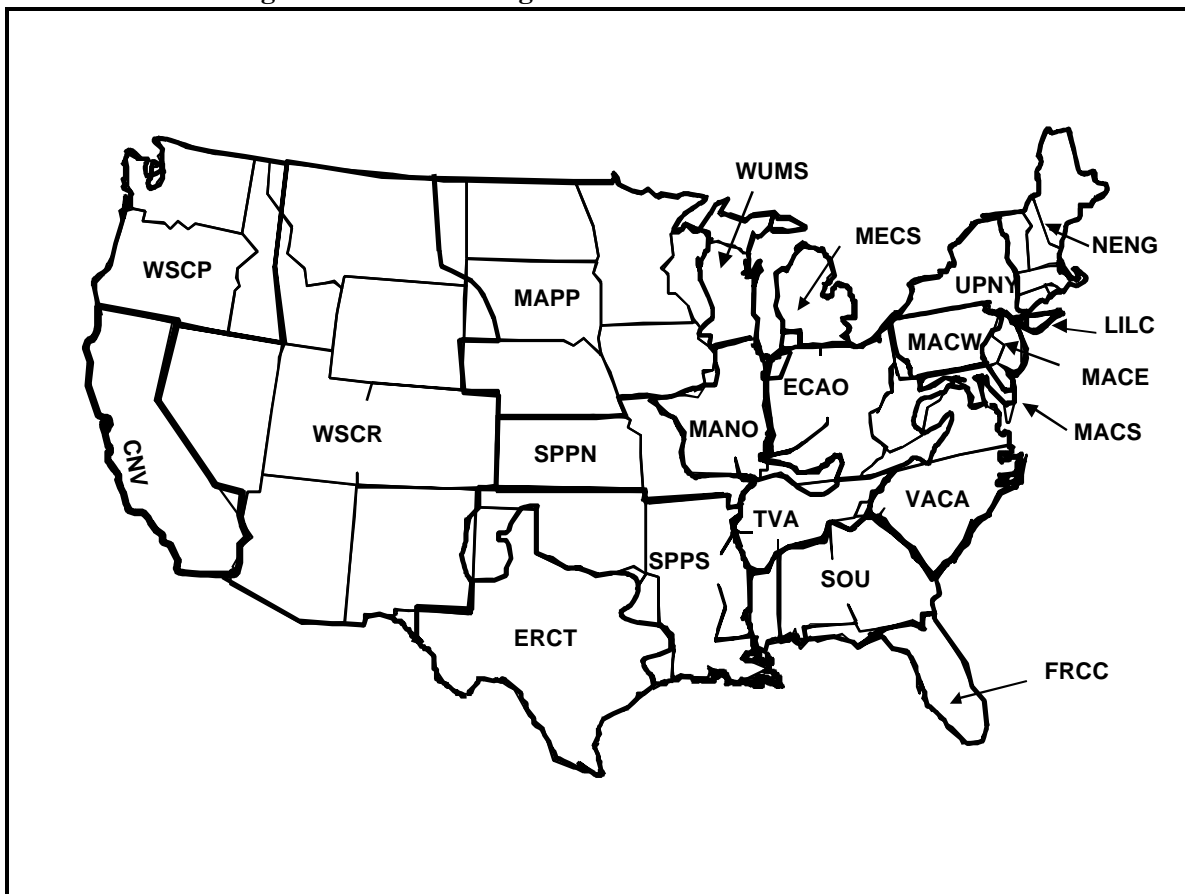 WUMS
MECS
NENG
WSCP
UPNY
MAPP
LILC
MACW
MACE
ECAO
MACS
WSCR
MANO
CNV
SPPN
VACA
TVA
SPPS
SOU
ERCT
FRCC